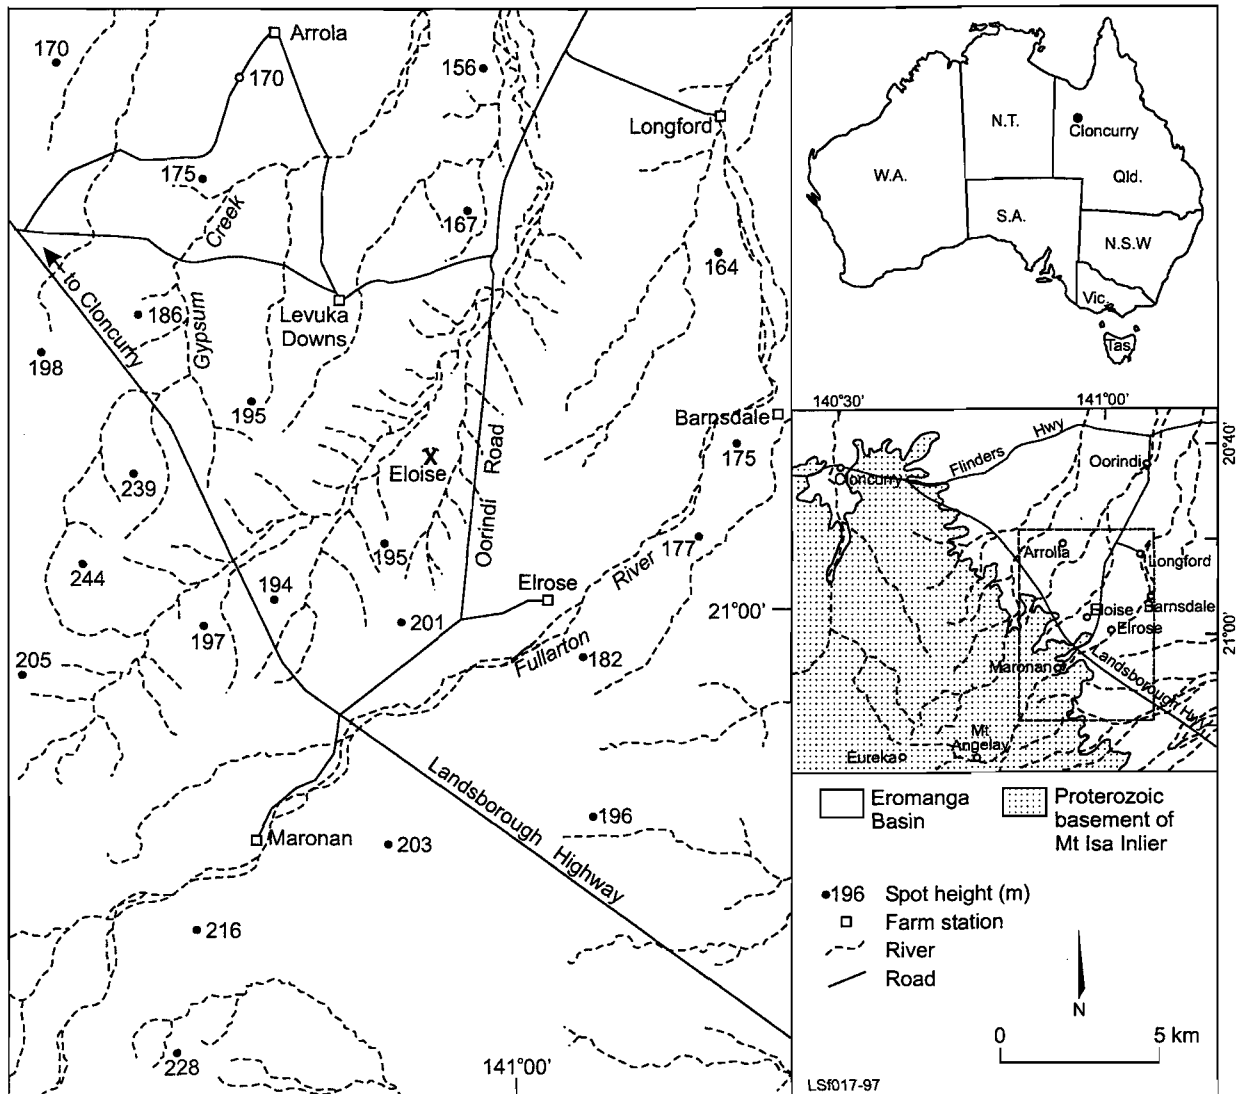 Arrola
170
170
156
Longford
175
Creek
167
164
to Cloncurry
186
Gypsum
Levuka
Downs
198
195
Barnsdale
175
X
Eloise
Oorindi Road
239
195
177
244
194
Elrose
River
21°00'
197
201
Fullarton
182
205
Landsborough Highway
196
Maronan
203
216
228
141°00'
N.T.
Cloncurry
W.A.
Qld.
S.A.
N.S.W
Vic.
Tas.
140°30'
141°00'
Flinders Hwy
20°40'
Oorindi
Cloncurry
Arrolla
Longford
Eloise
Barnsdale
Elrose
21°00'
Maronan
Landsborough Hwy
Mt
Angelay
Eureka
Eromanga
Basin
Proterozoic
basement of
Mt Isa Inlier
196 Spot height (m)
Farm station
River
Road
N
0 5 km
LSf017-97